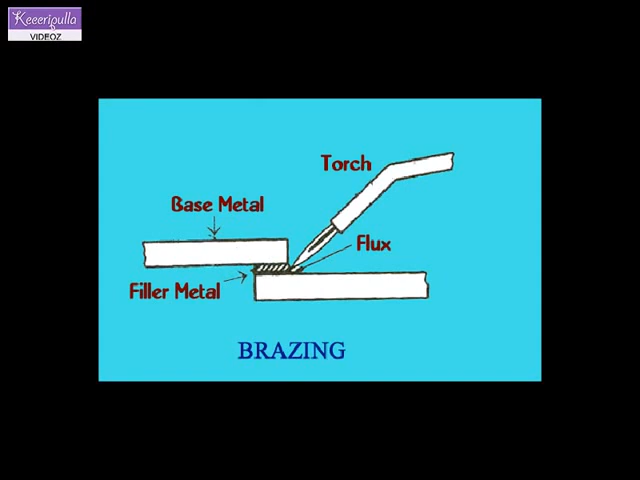 Keeeripulla
VIDEOZ
Torch
Base Metal
Flux
Filler Metal
BRAZING